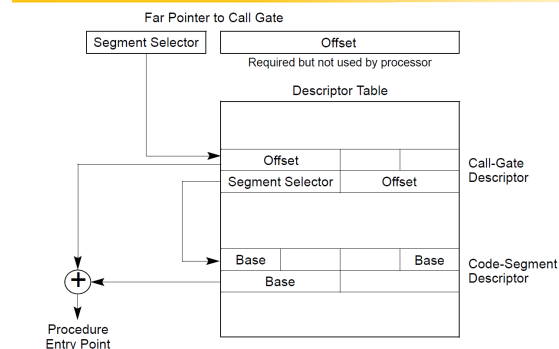 Far Pointer to Call Gate
Segment Selector
Offset
Required but not used by processor
Descriptor Table
Offset
Call-Gate
Descriptor
Segment Selector
Offset
Base
Base
Code-Segment
Descriptor
Base
+
Procedure
Entry Point